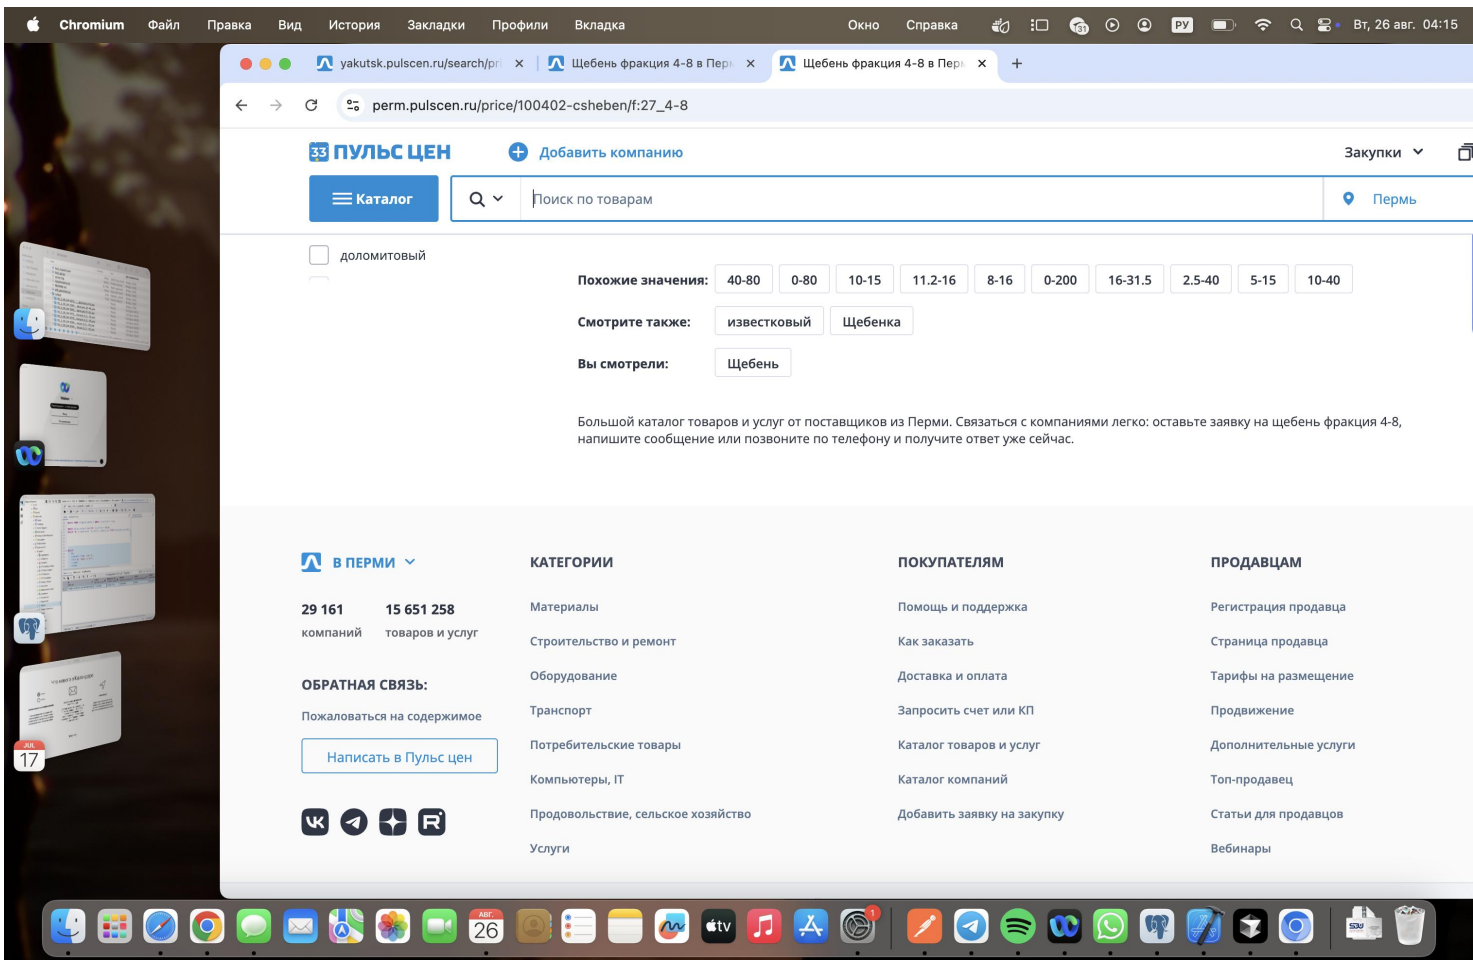 Chromium Файл Правка Вид История Закладки Профили Вкладка Окно Справка 31 РУ Вт, 26 авг. 04:15
yakutsk.pulscen.ru/search/pri Щебень фракция 4-8 в Перм Щебень фракция 4-8 в Перм
perm.pulscen.ru/price/100402-csheben/f:27_4-8
33 ПУЛЬС ЦЕН Добавить компанию Закупки
Каталог Поиск по товарам Пермь
доломитовый
Похожие значения: 40-80 0-80 10-15 11.2-16 8-16 0-200 16-31.5 2.5-40 5-15 10-40
Смотрите также: известковый Щебенка
Вы смотрели: Щебень
Большой каталог товаров и услуг от поставщиков из Перми. Связаться с компаниями легко: оставьте заявку на щебень фракция 4-8,
напишите сообщение или позвоните по телефону и получите ответ уже сейчас.
В ПЕРМИ
29 161 15 651 258
компаний товаров и услуг
ОБРАТНАЯ СВЯЗЬ:
Пожаловаться на содержимое
Написать в Пульс цен
КАТЕГОРИИ
Материалы
Строительство и ремонт
Оборудование
Транспорт
Потребительские товары
Компьютеры, IT
Продовольствие, сельское хозяйство
Услуги
ПОКУПАТЕЛЯМ
Помощь и поддержка
Как заказать
Доставка и оплата
Запросить счет или КП
Каталог товаров и услуг
Каталог компаний
Добавить заявку на закупку
ПРОДАВЦАМ
Регистрация продавца
Страница продавца
Тарифы на размещение
Продвижение
Дополнительные услуги
Топ-продавец
Статьи для продавцов
Вебинары
JUL
17
АВГ.
26
tv
1